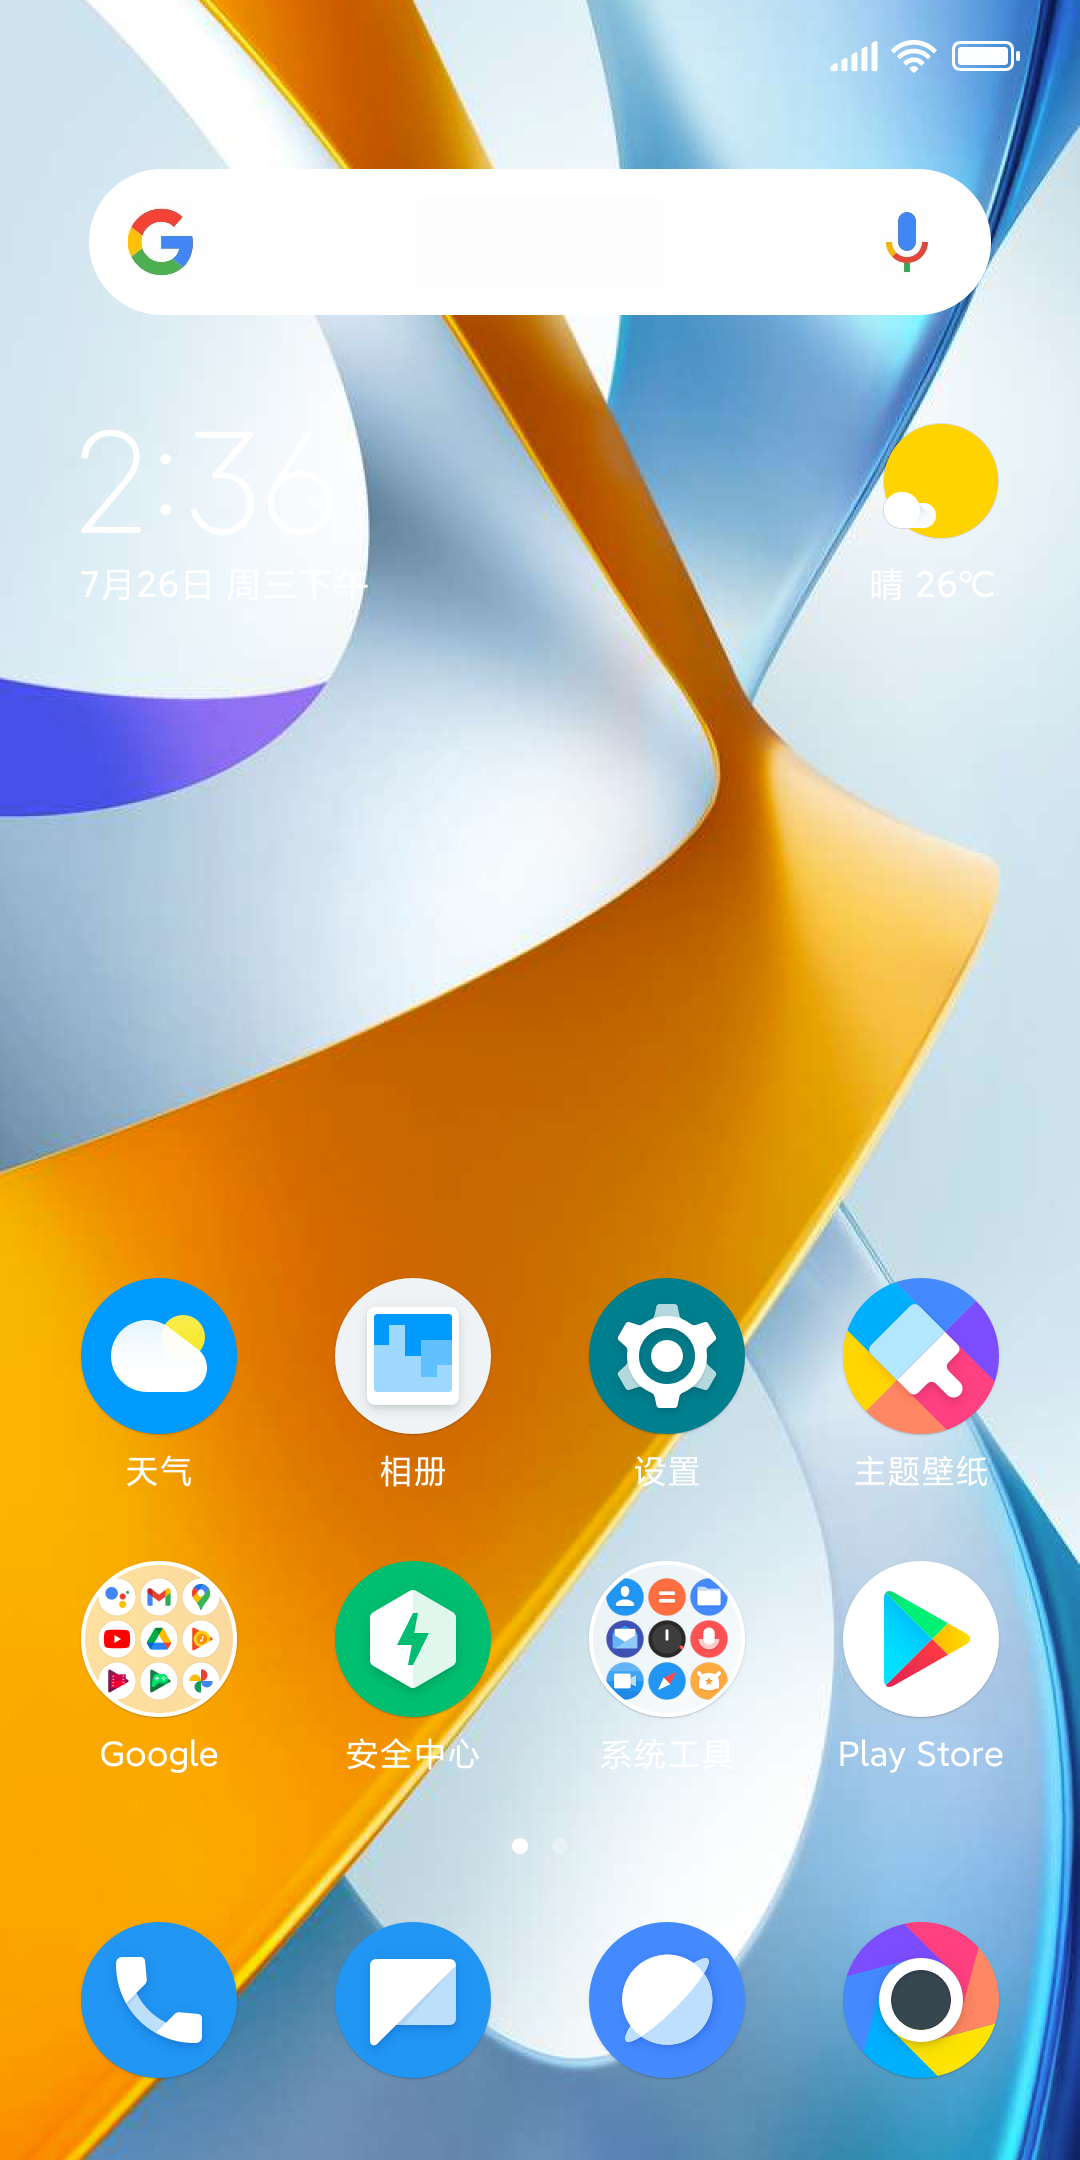 2:36
7月26日 周三下午
晴 26℃
天气
相册
设置
主题壁纸
Google
安全中心
系统工具
Play Store